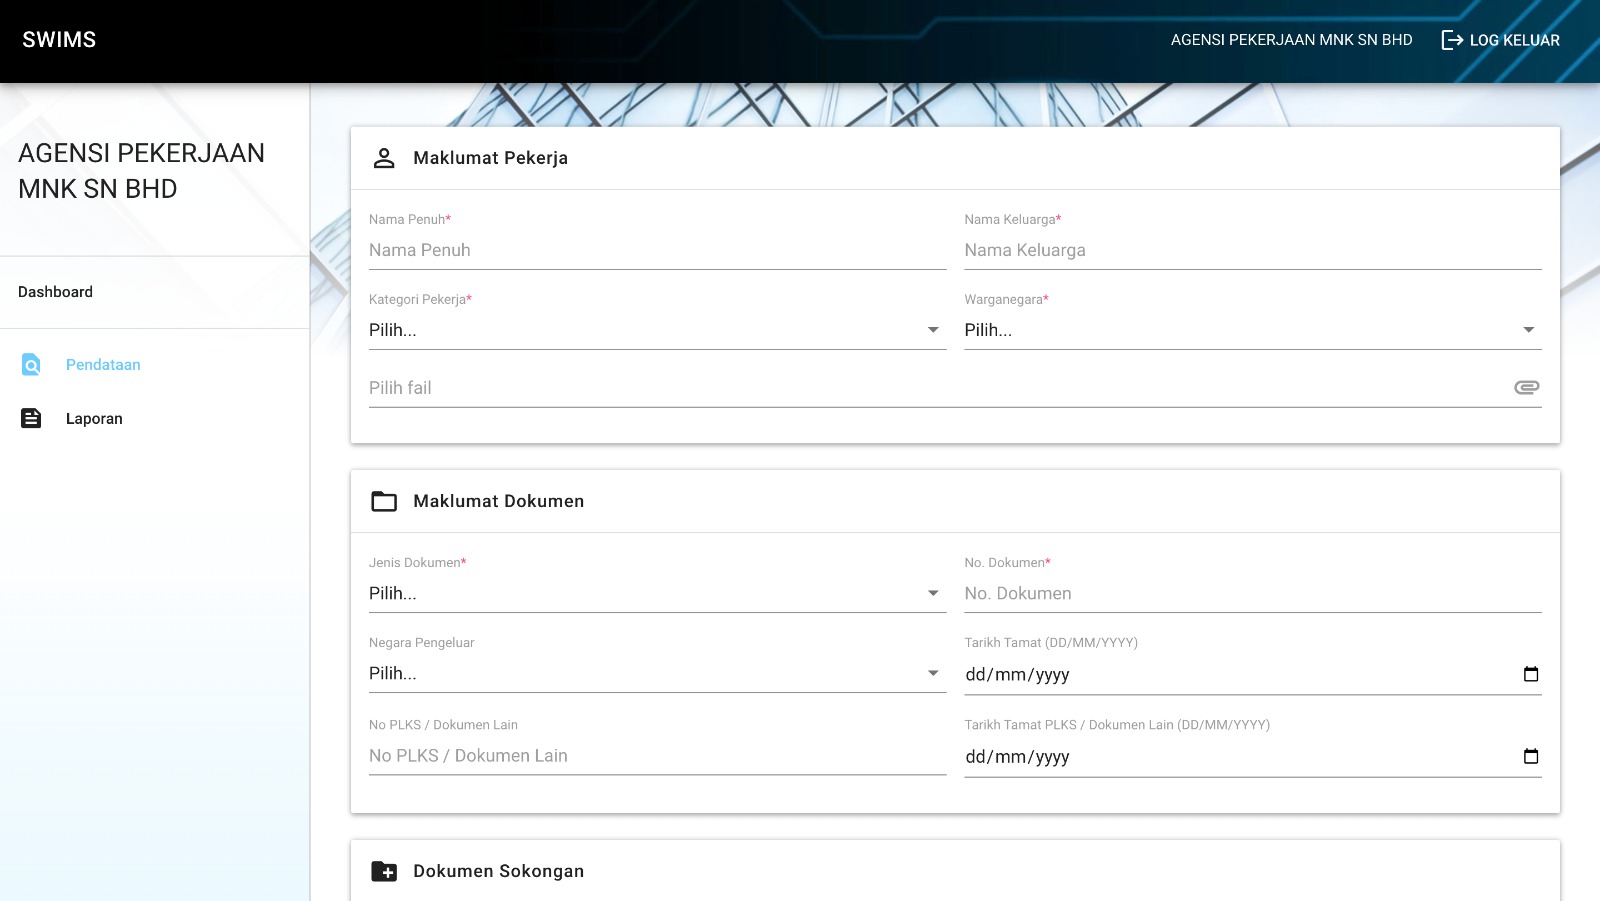 SWIMS
AGENSI PEKERJAAN MNK SN BHD
LOG KELUAR
AGENSI PEKERJAAN
MNK SN BHD
Dashboard
Pendataan
Laporan
Maklumat Pekerja
Nama Penuh*
Nama Keluarga*
Nama Penuh
Nama Keluarga
Kategori Pekerja*
Warganegara*
Pilih...
Pilih...
Pilih fail
Maklumat Dokumen
Jenis Dokumen*
No. Dokumen*
Pilih...
No. Dokumen
Negara Pengeluar
Tarikh Tamat (DD/MM/YYYY)
Pilih...
dd/mm/yyyy
No PLKS / Dokumen Lain
Tarikh Tamat PLKS / Dokumen Lain (DD/MM/YYYY)
No PLKS / Dokumen Lain
dd/mm/yyyy
Dokumen Sokongan